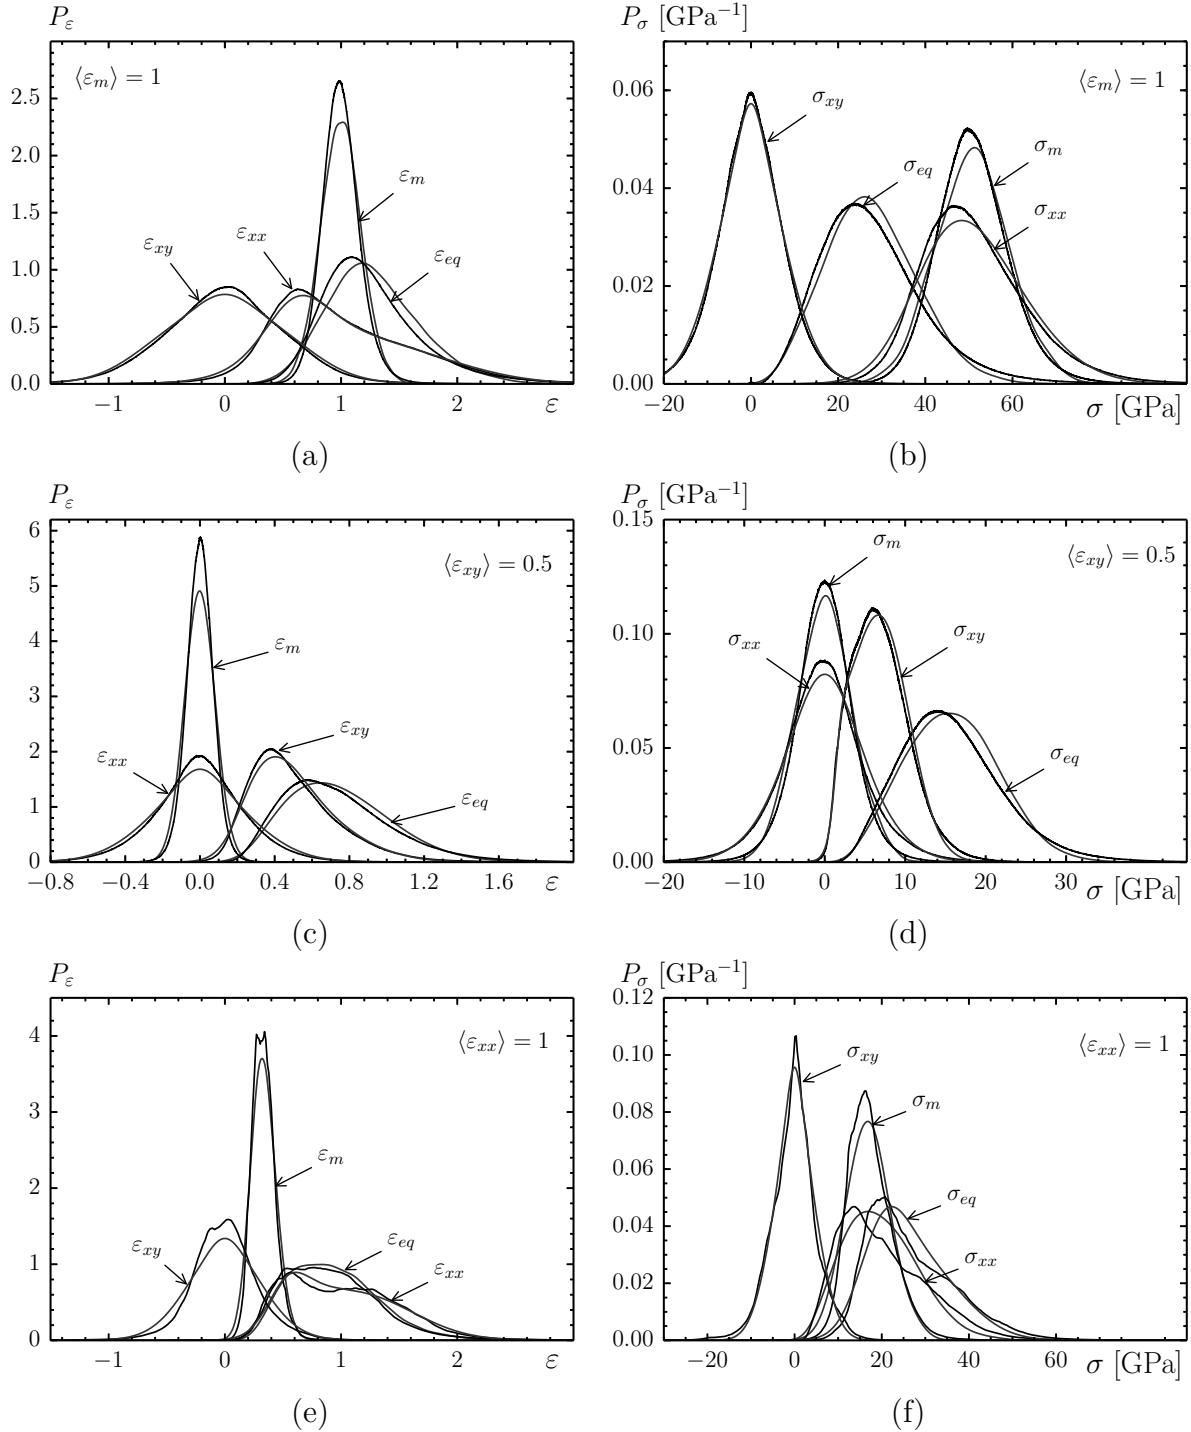 P_ε
⟨ε_m⟩ = 1
2.5
2.0
1.5
1.0
0.5
0.0
ε_m
ε_xx
ε_xy
ε_eq
−1 0 1 2 ε
(a)
P_σ [GPa⁻¹]
⟨ε_m⟩ = 1
0.06
0.04
0.02
0.00
σ_xy
σ_m
σ_eq
σ_xx
−20 0 20 40 60 σ [GPa]
(b)
P_ε
⟨ε_xy⟩ = 0.5
6
5
4
3
2
1
0
ε_m
ε_xy
ε_xx
ε_eq
−0.8 −0.4 0.0 0.4 0.8 1.2 1.6 ε
(c)
P_σ [GPa⁻¹]
⟨ε_xy⟩ = 0.5
0.15
0.10
0.05
0.00
σ_m
σ_xx
σ_xy
σ_eq
−20 −10 0 10 20 30 σ [GPa]
(d)
P_ε
⟨ε_xx⟩ = 1
4
3
2
1
0
ε_m
ε_xy
ε_eq
ε_xx
−1 0 1 2 ε
(e)
P_σ [GPa⁻¹]
⟨ε_xx⟩ = 1
0.12
0.10
0.08
0.06
0.04
0.02
0.00
σ_xy
σ_m
σ_eq
σ_xx
−20 0 20 40 60 σ [GPa]
(f)